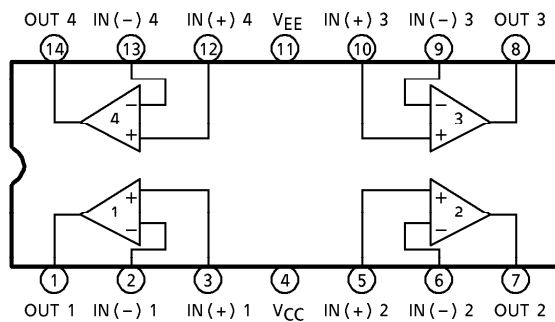 OUT 4 IN (−) 4 IN (+) 4 VEE IN (+) 3 IN (−) 3 OUT 3
14 13 12 11 10 9 8
− −
4 3
+ +
+ +
1 2
− −
1 2 3 4 5 6 7
OUT 1 IN (−) 1 IN (+) 1 VCC IN (+) 2 IN (−) 2 OUT 2